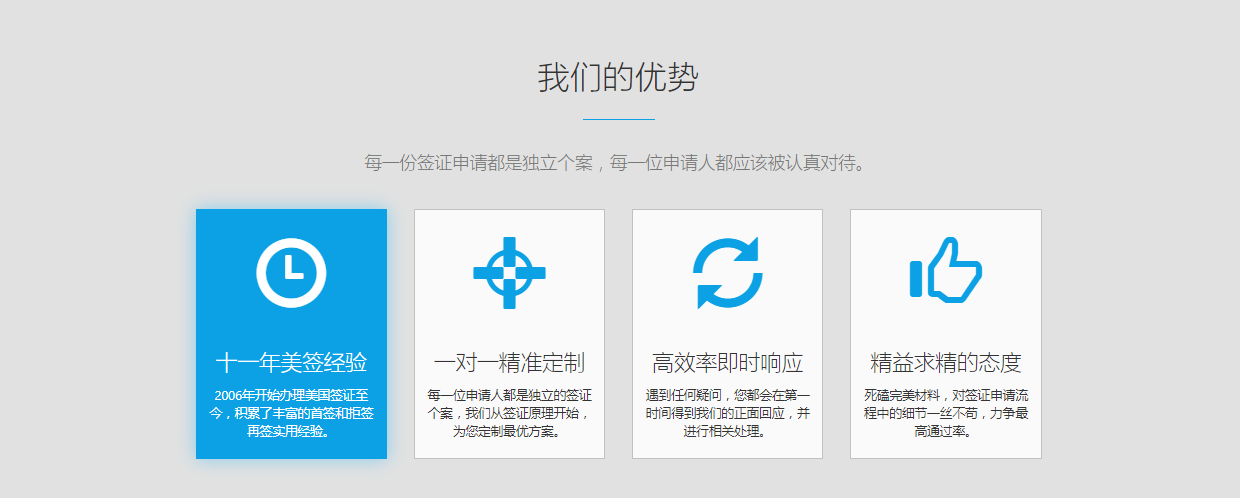 我们的优势
每一份签证申请都是独立个案，每一位申请人都应该被认真对待。
十一年美签经验
2006年开始办理美国签证至
今，积累了丰富的首签和拒签
再签实用经验。
一对一精准定制
每一位申请人都是独立的签证
个案，我们从签证原理开始，
为您定制最优方案。
高效率即时响应
遇到任何疑问，您都会在第一
时间得到我们的正面回应，并
进行相关处理。
精益求精的态度
死磕完美材料，对签证申请流
程中的细节一丝不苟，力争最
高通过率。